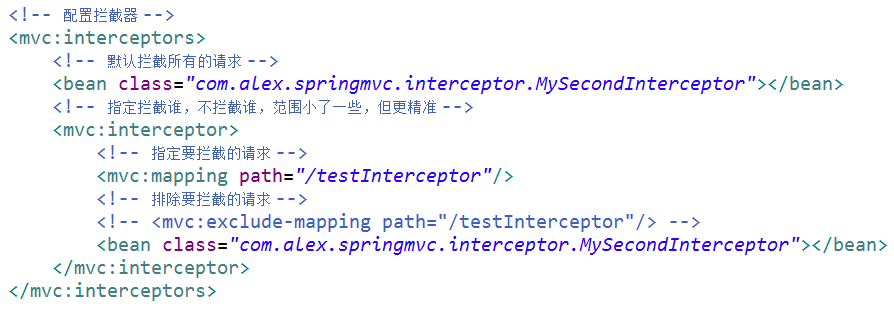 <!-- 配置拦截器 -->
<mvc:interceptors>
<!-- 默认拦截所有的请求 -->
<bean class="com.alex.springmvc.interceptor.MySecondInterceptor"></bean>
<!-- 指定拦截谁，不拦截谁，范围小了一些，但更精准 -->
<mvc:interceptor>
<!-- 指定要拦截的请求 -->
<mvc:mapping path="/testInterceptor"/>
<!-- 排除要拦截的请求 -->
<!-- <mvc:exclude-mapping path="/testInterceptor"/> -->
<bean class="com.alex.springmvc.interceptor.MySecondInterceptor"></bean>
</mvc:interceptor>
</mvc:interceptors>